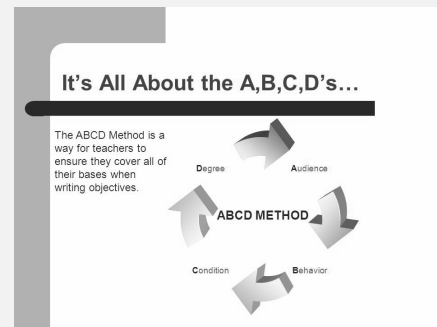 It's All About the A,B,C,D's…
The ABCD Method is a
way for teachers to
ensure they cover all of
their bases when
writing objectives.
Degree
Audience
ABCD METHOD
Condition
Behavior